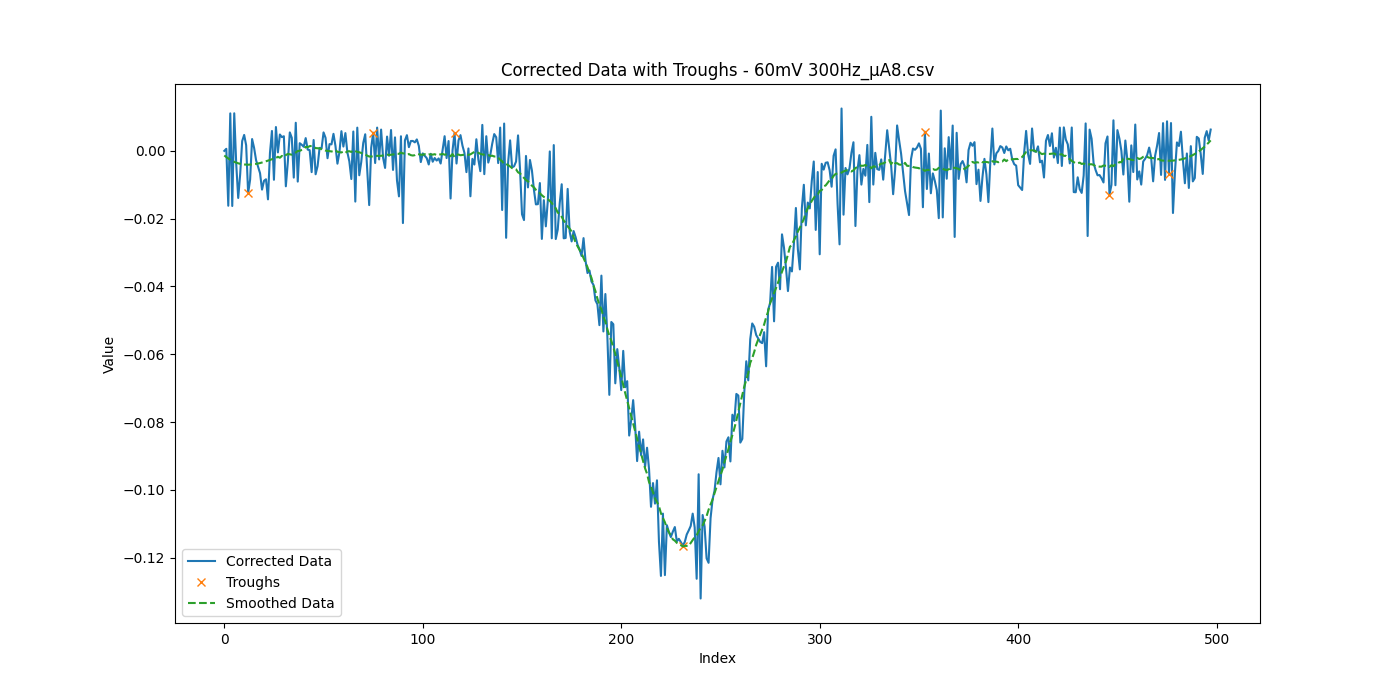 Corrected Data with Troughs - 60mV 300Hz_μA8.csv
0.00
−0.02
−0.04
−0.06
−0.08
−0.10
−0.12
Value
Corrected Data
Troughs
Smoothed Data
0
100
200
300
400
500
Index